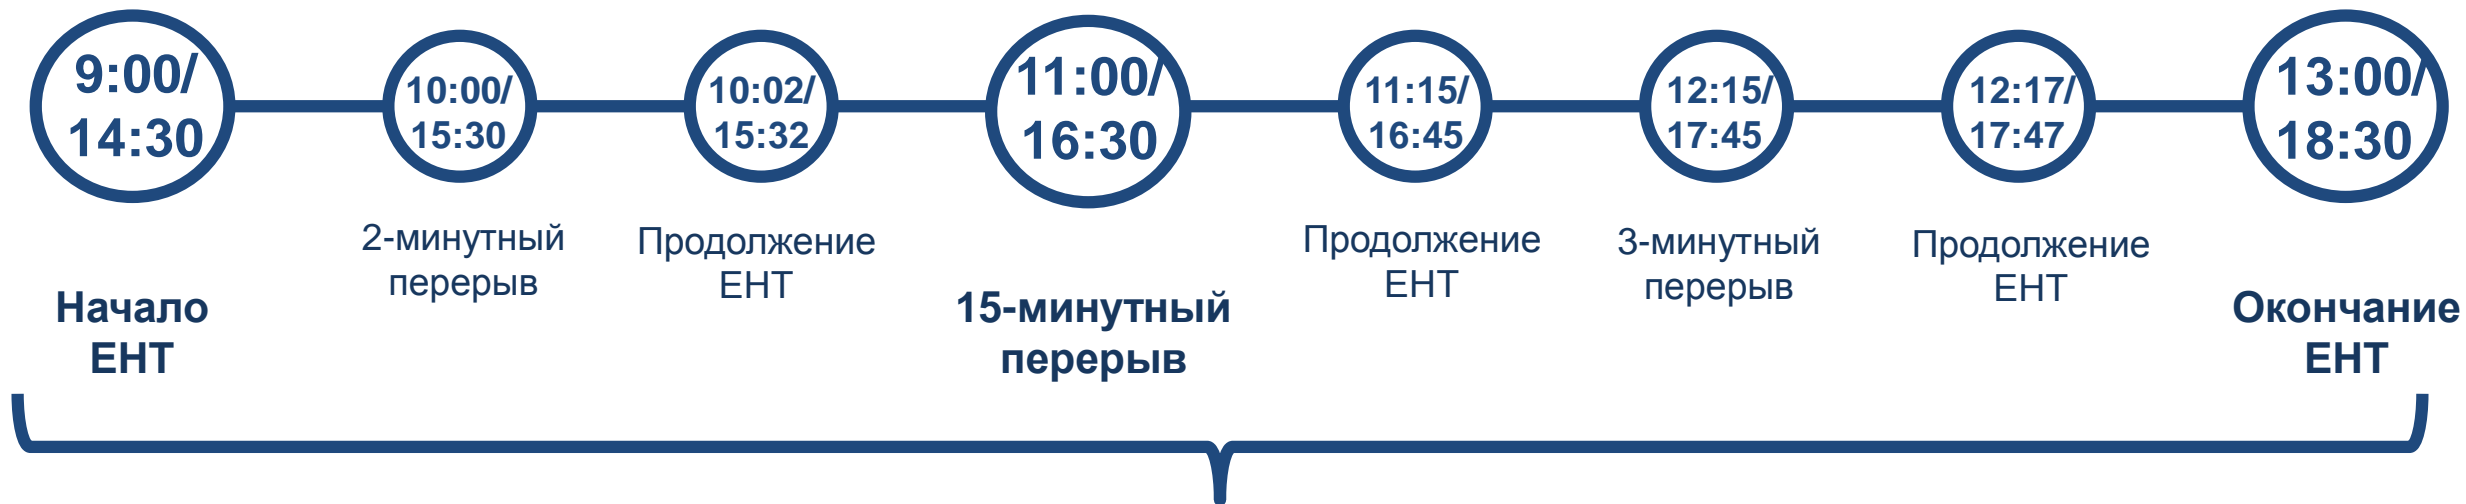 9:00/
14:30
10:00/
15:30
10:02/
15:32
11:00/
16:30
11:15/
16:45
12:15/
17:45
12:17/
17:47
13:00/
18:30
2-минутный
перерыв
Продолжение
ЕНТ
Продолжение
ЕНТ
3-минутный
перерыв
Продолжение
ЕНТ
Начало
ЕНТ
15-минутный
перерыв
Окончание
ЕНТ